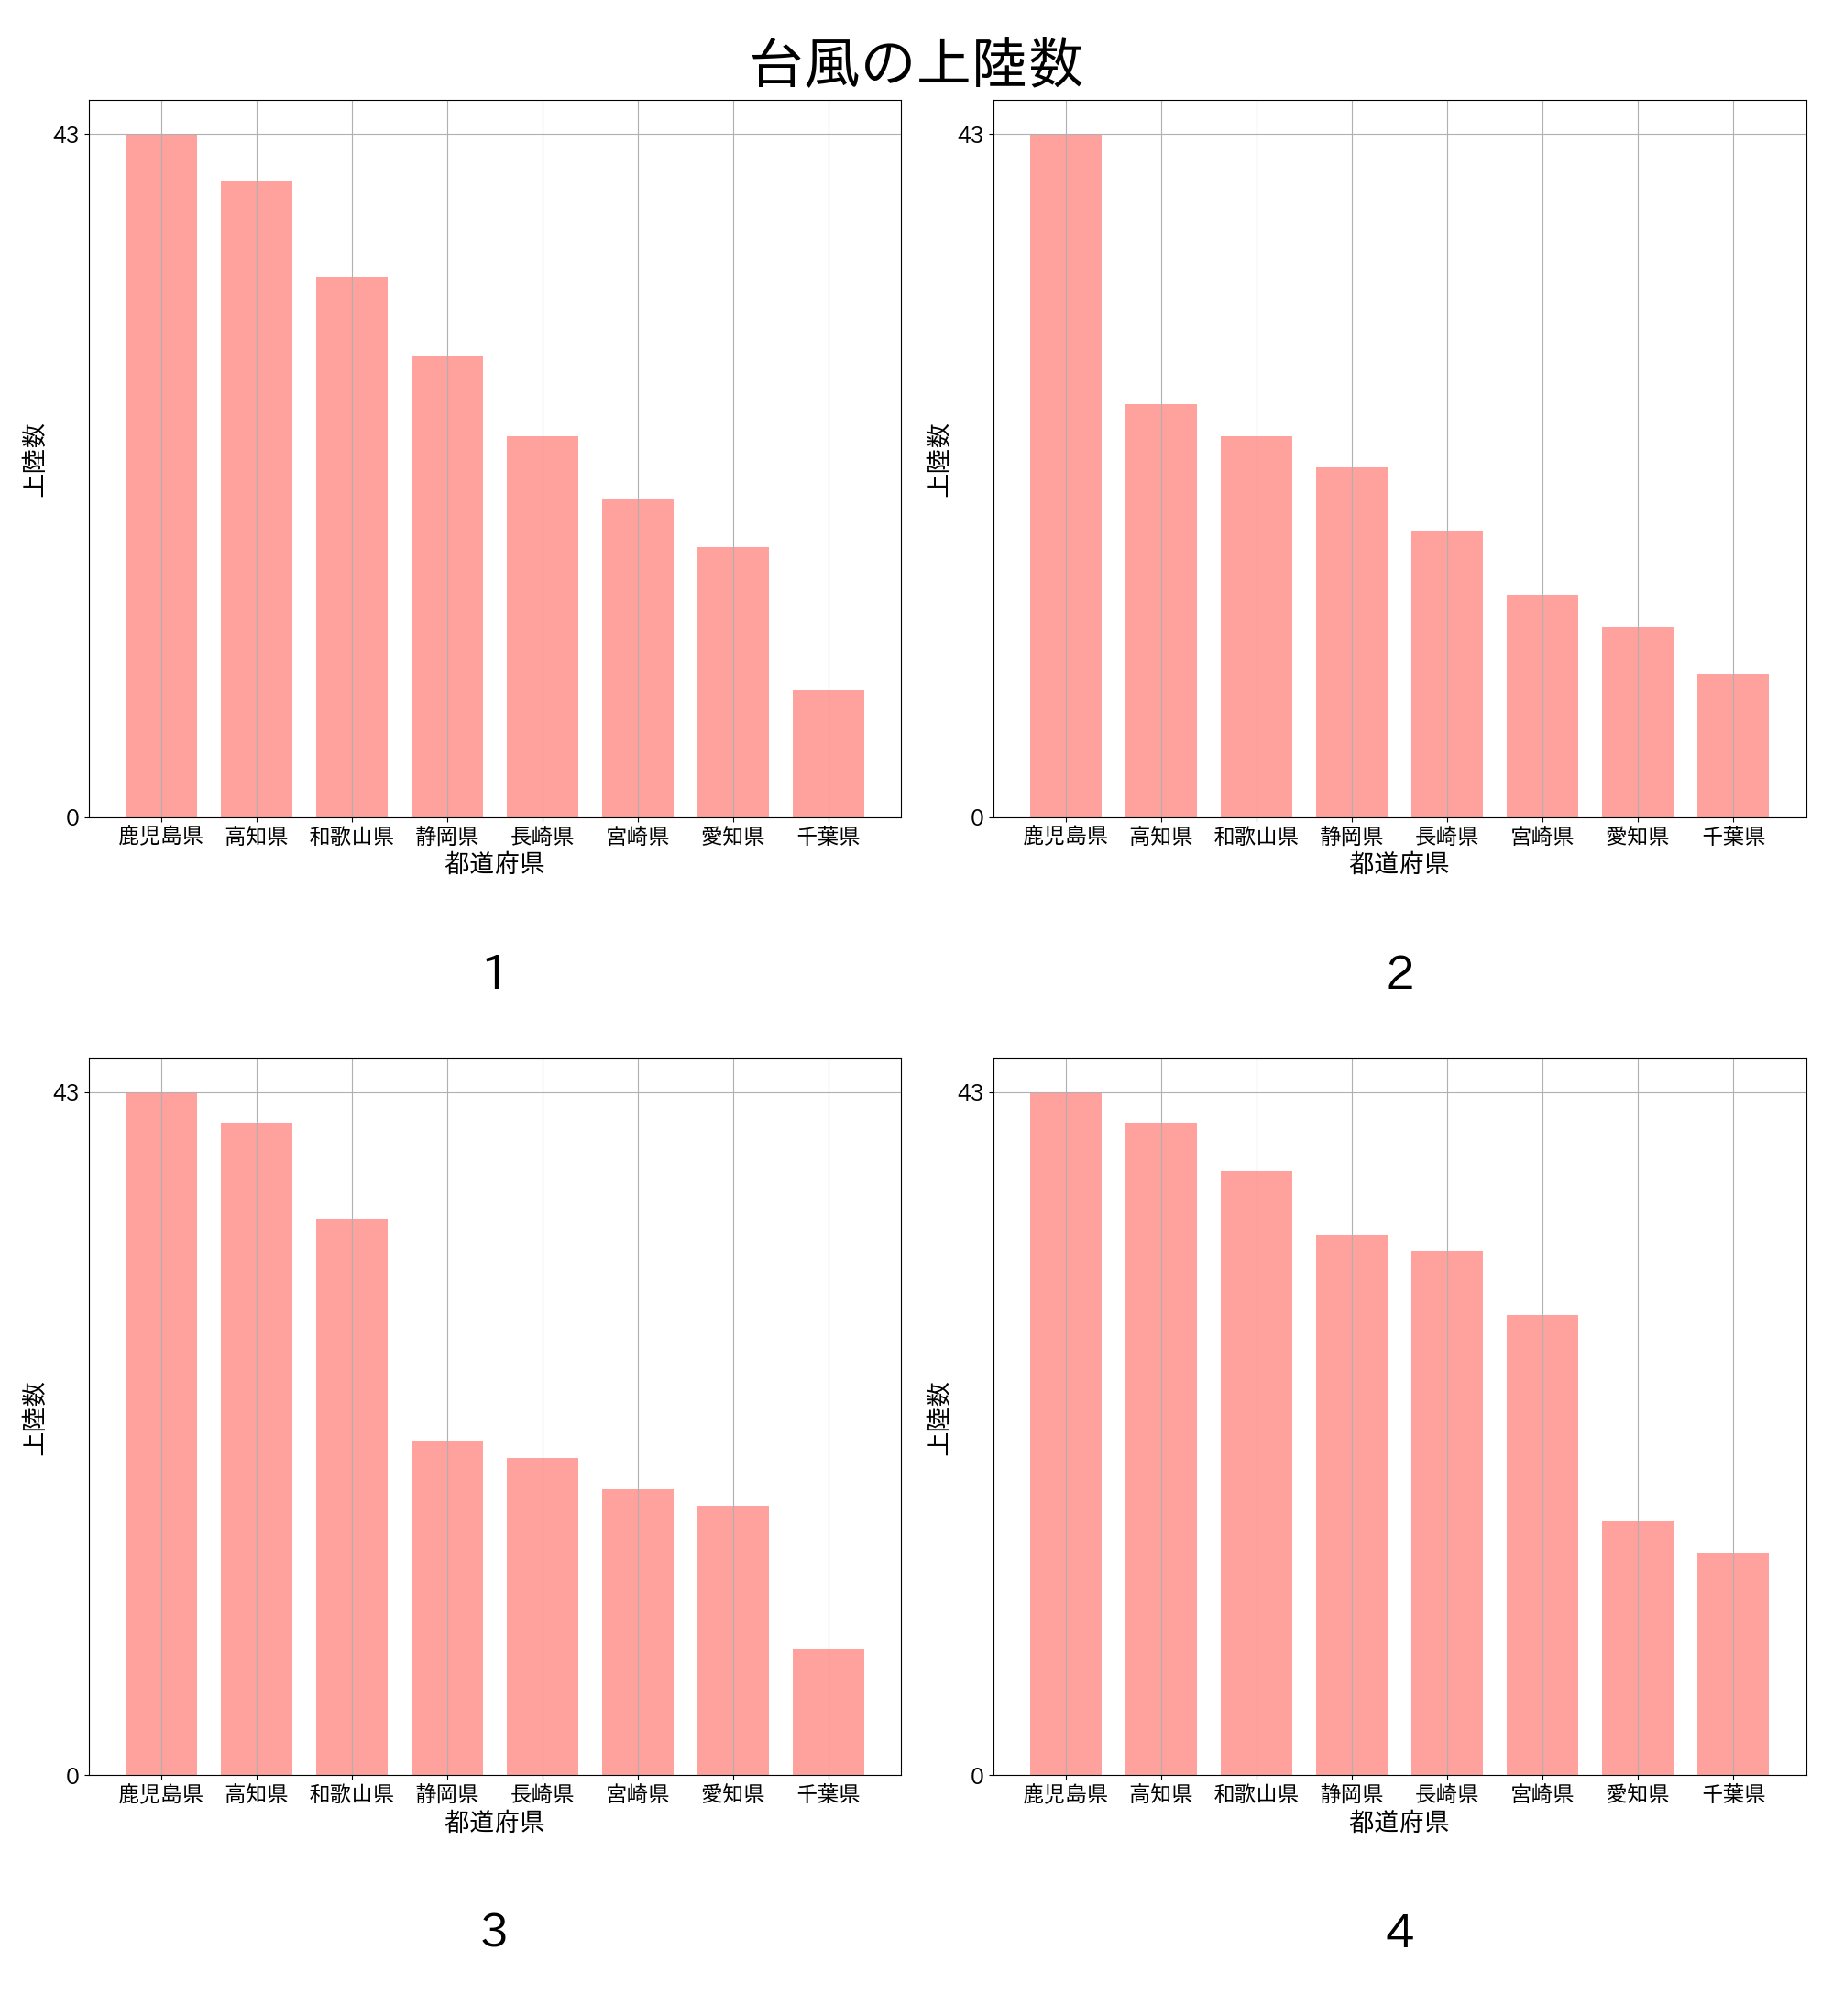 台風の上陸数
43
0
上陸数
鹿児島県 高知県 和歌山県 静岡県 長崎県 宮崎県 愛知県 千葉県
都道府県
1
43
0
上陸数
鹿児島県 高知県 和歌山県 静岡県 長崎県 宮崎県 愛知県 千葉県
都道府県
2
43
0
上陸数
鹿児島県 高知県 和歌山県 静岡県 長崎県 宮崎県 愛知県 千葉県
都道府県
3
43
0
上陸数
鹿児島県 高知県 和歌山県 静岡県 長崎県 宮崎県 愛知県 千葉県
都道府県
4